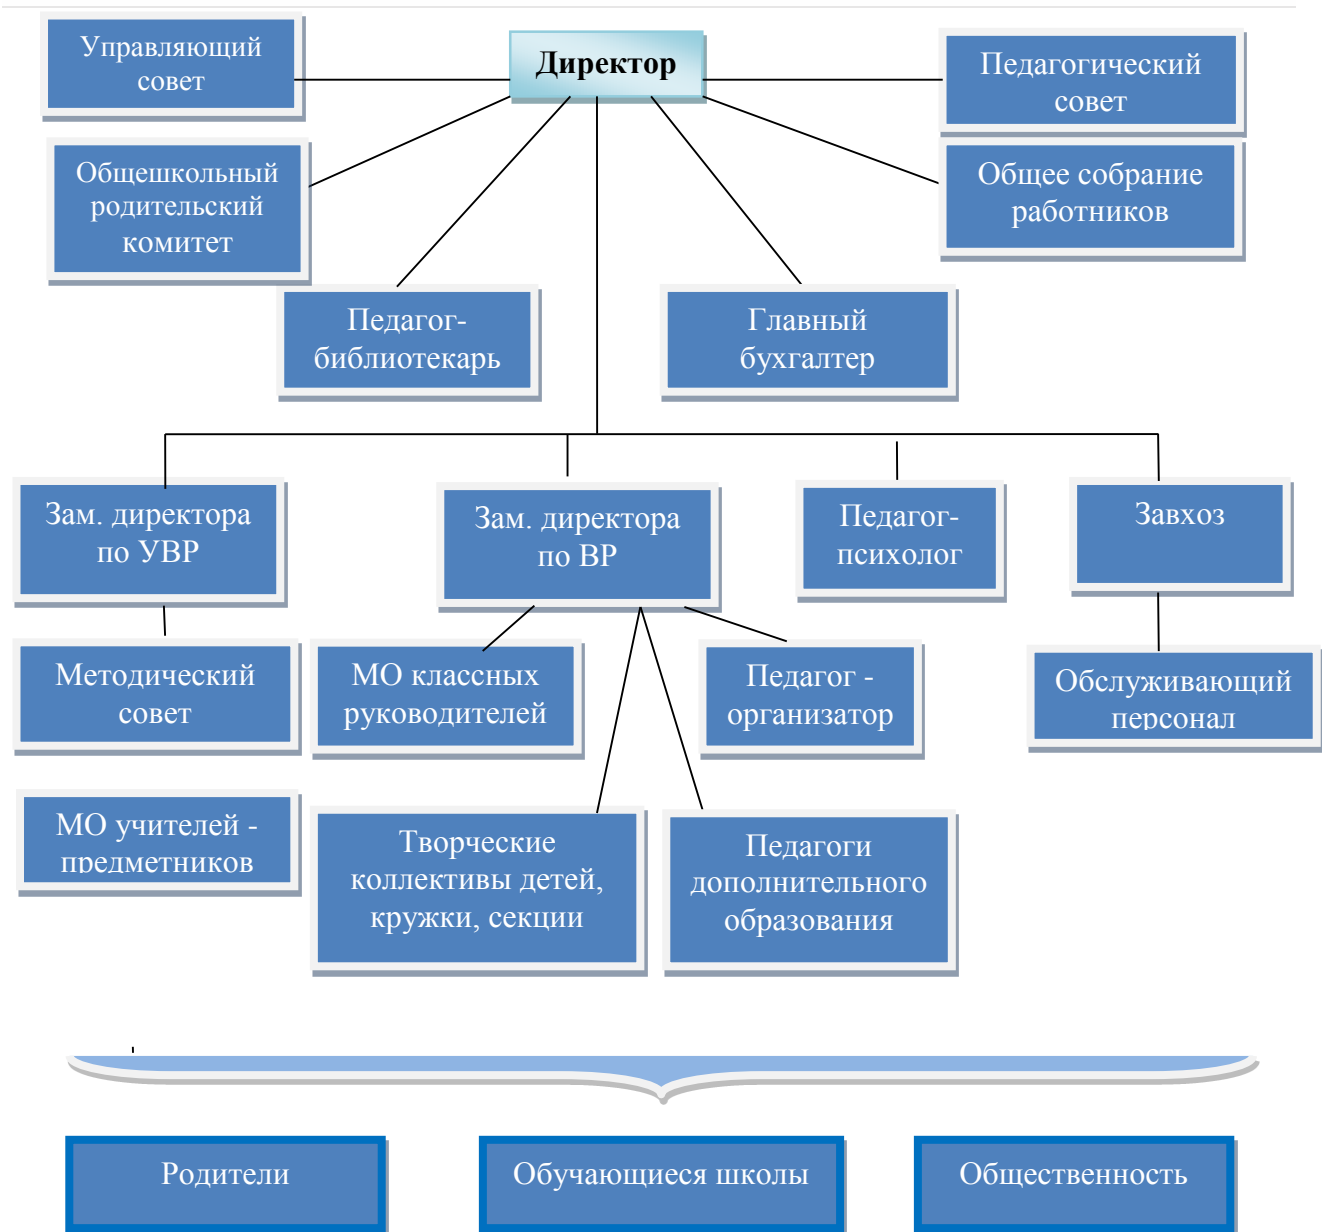 Управляющий
совет
Директор
Педагогический
совет
Общешкольный
родительский
комитет
Общее собрание
работников
Педагог-
библиотекарь
Главный
бухгалтер
Зам. директора
по УВР
Зам. директора
по ВР
Педагог-
психолог
Завхоз
Методический
совет
МО классных
руководителей
Педагог -
организатор
Обслуживающий
персонал
МО учителей -
предметников
Творческие
коллективы детей,
кружки, секции
Педагоги
дополнительного
образования
Родители
Обучающиеся школы
Общественность